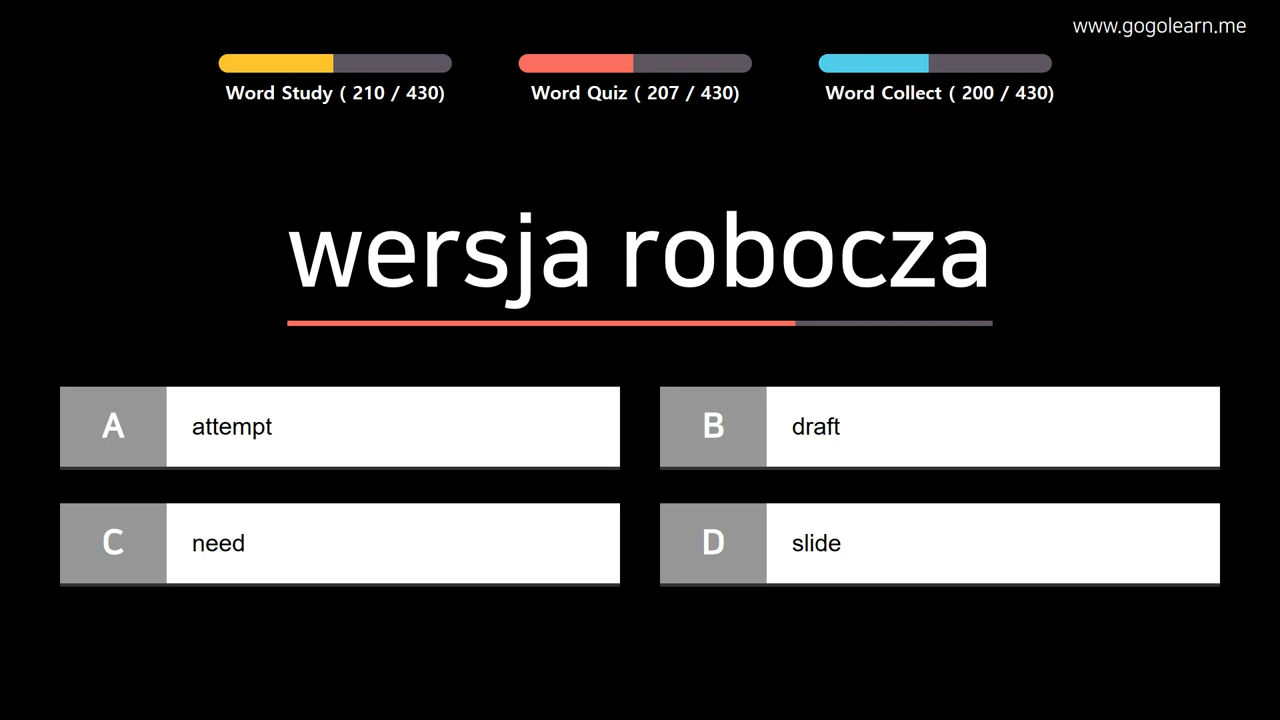 www.gogolearn.me
Word Study ( 210 / 430)
Word Quiz ( 207 / 430)
Word Collect ( 200 / 430)
wersja robocza
A attempt
B draft
C need
D slide